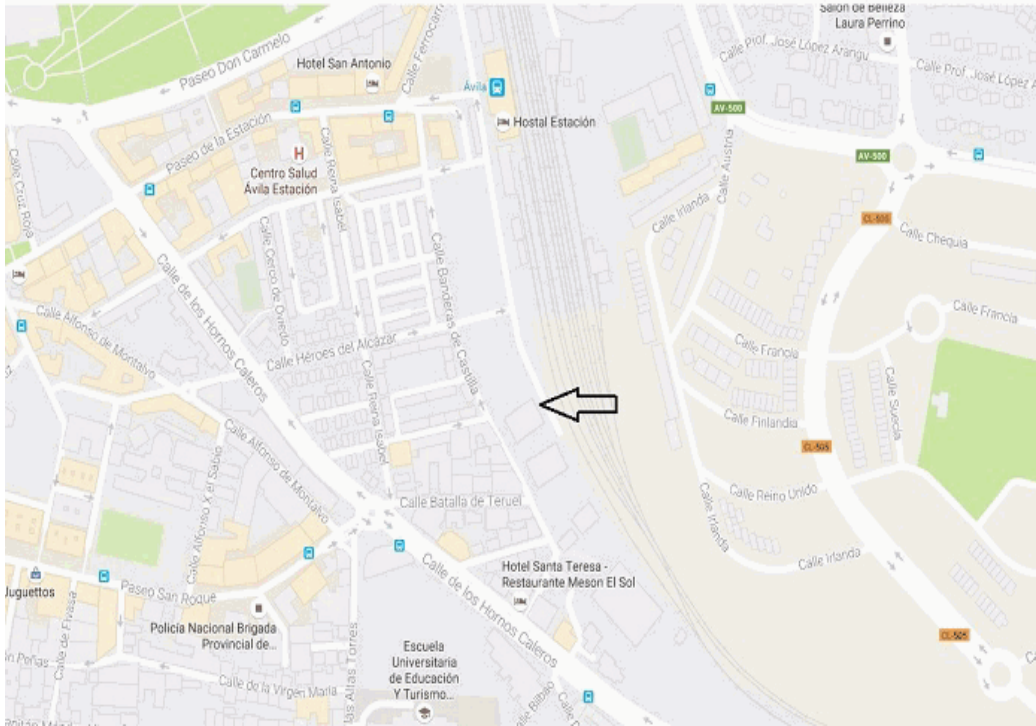 Salón de Belleza
Laura Perrino
Calle Prof. José López Arangu
Calle Prof. José López A
Paseo Don Carmelo
Calle Ferrocarri
Hotel San Antonio
Ávila
Hostal Estación
AV-500
AV-500
Paseo de la Estación
Centro Salud
Ávila Estación
Calle Reina Isabel
Calle Cruz Roja
Calle Austria
Calle Irlanda
CL-505
Calle Chequia
Calle Cerco de Oviedo
Calle Banderas de Castilla
Calle de los Hornos Caleros
Calle Francia
Calle Alfonso de Montalvo
Calle Héroes del Alcázar
Calle Francia
Calle Reina Isabel
Calle Suecia
Calle Finlandia
Calle Alfonso de Montalvo
CL-505
Calle Alfonso X el Sabio
Calle Batalla de Teruel
Calle Reino Unido
Calle Irlanda
Calle Irlanda
Juguettos
Paseo San Roque
Hotel Santa Teresa -
Restaurante Meson El Sol
Calle de los Hornos Caleros
Calle de Eivasa
Policía Nacional Brigada
Provincial de...
las Altas Torres
CL-505
Escuela
Universitaria
de Educación
Y Turismo...
Calle de la Virgen María
Calle Bilbao